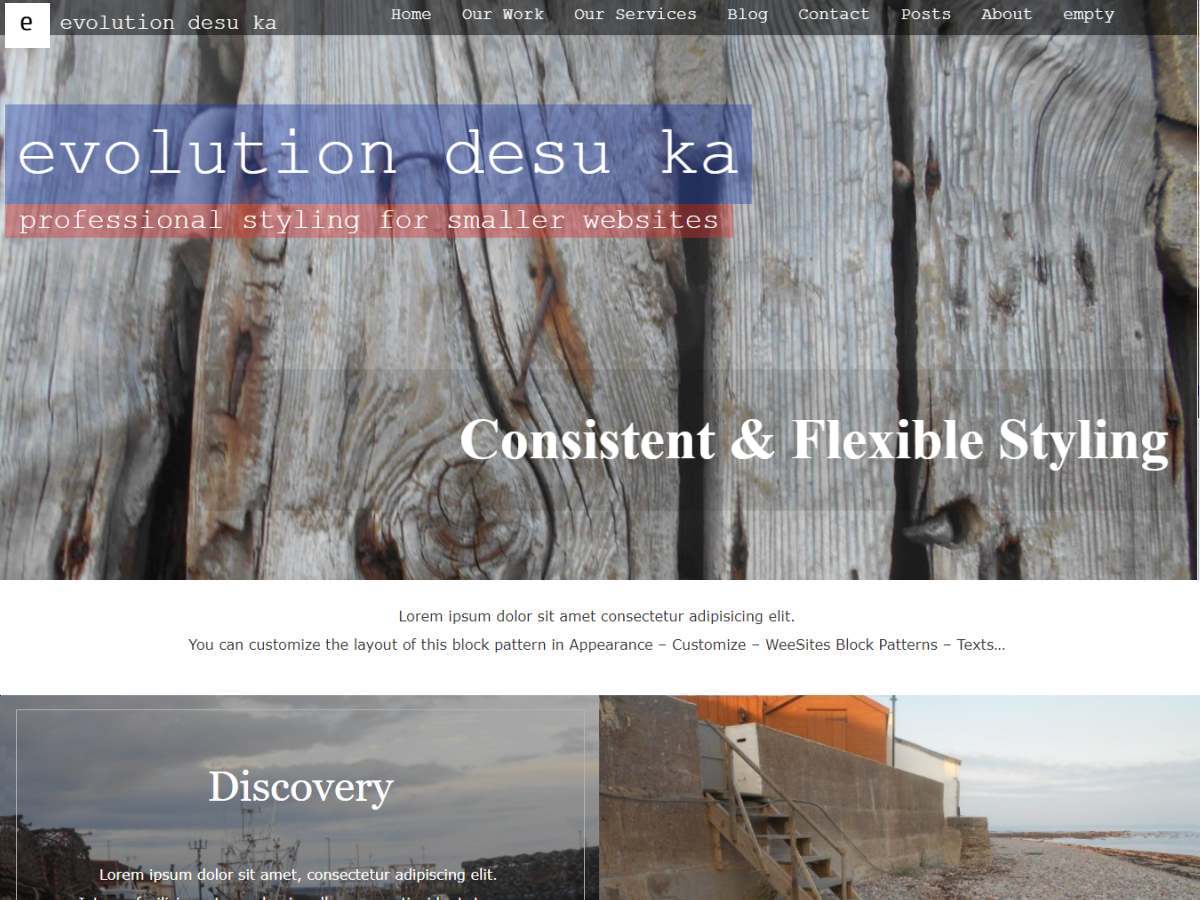 e evolution desu ka Home Our Work Our Services Blog Contact Posts About empty
evolution desu ka
professional styling for smaller websites
Consistent & Flexible Styling
Lorem ipsum dolor sit amet consectetur adipisicing elit.
You can customize the layout of this block pattern in Appearance – Customize – WeeSites Block Patterns – Texts…
Discovery
Lorem ipsum dolor sit amet, consectetur adipiscing elit.